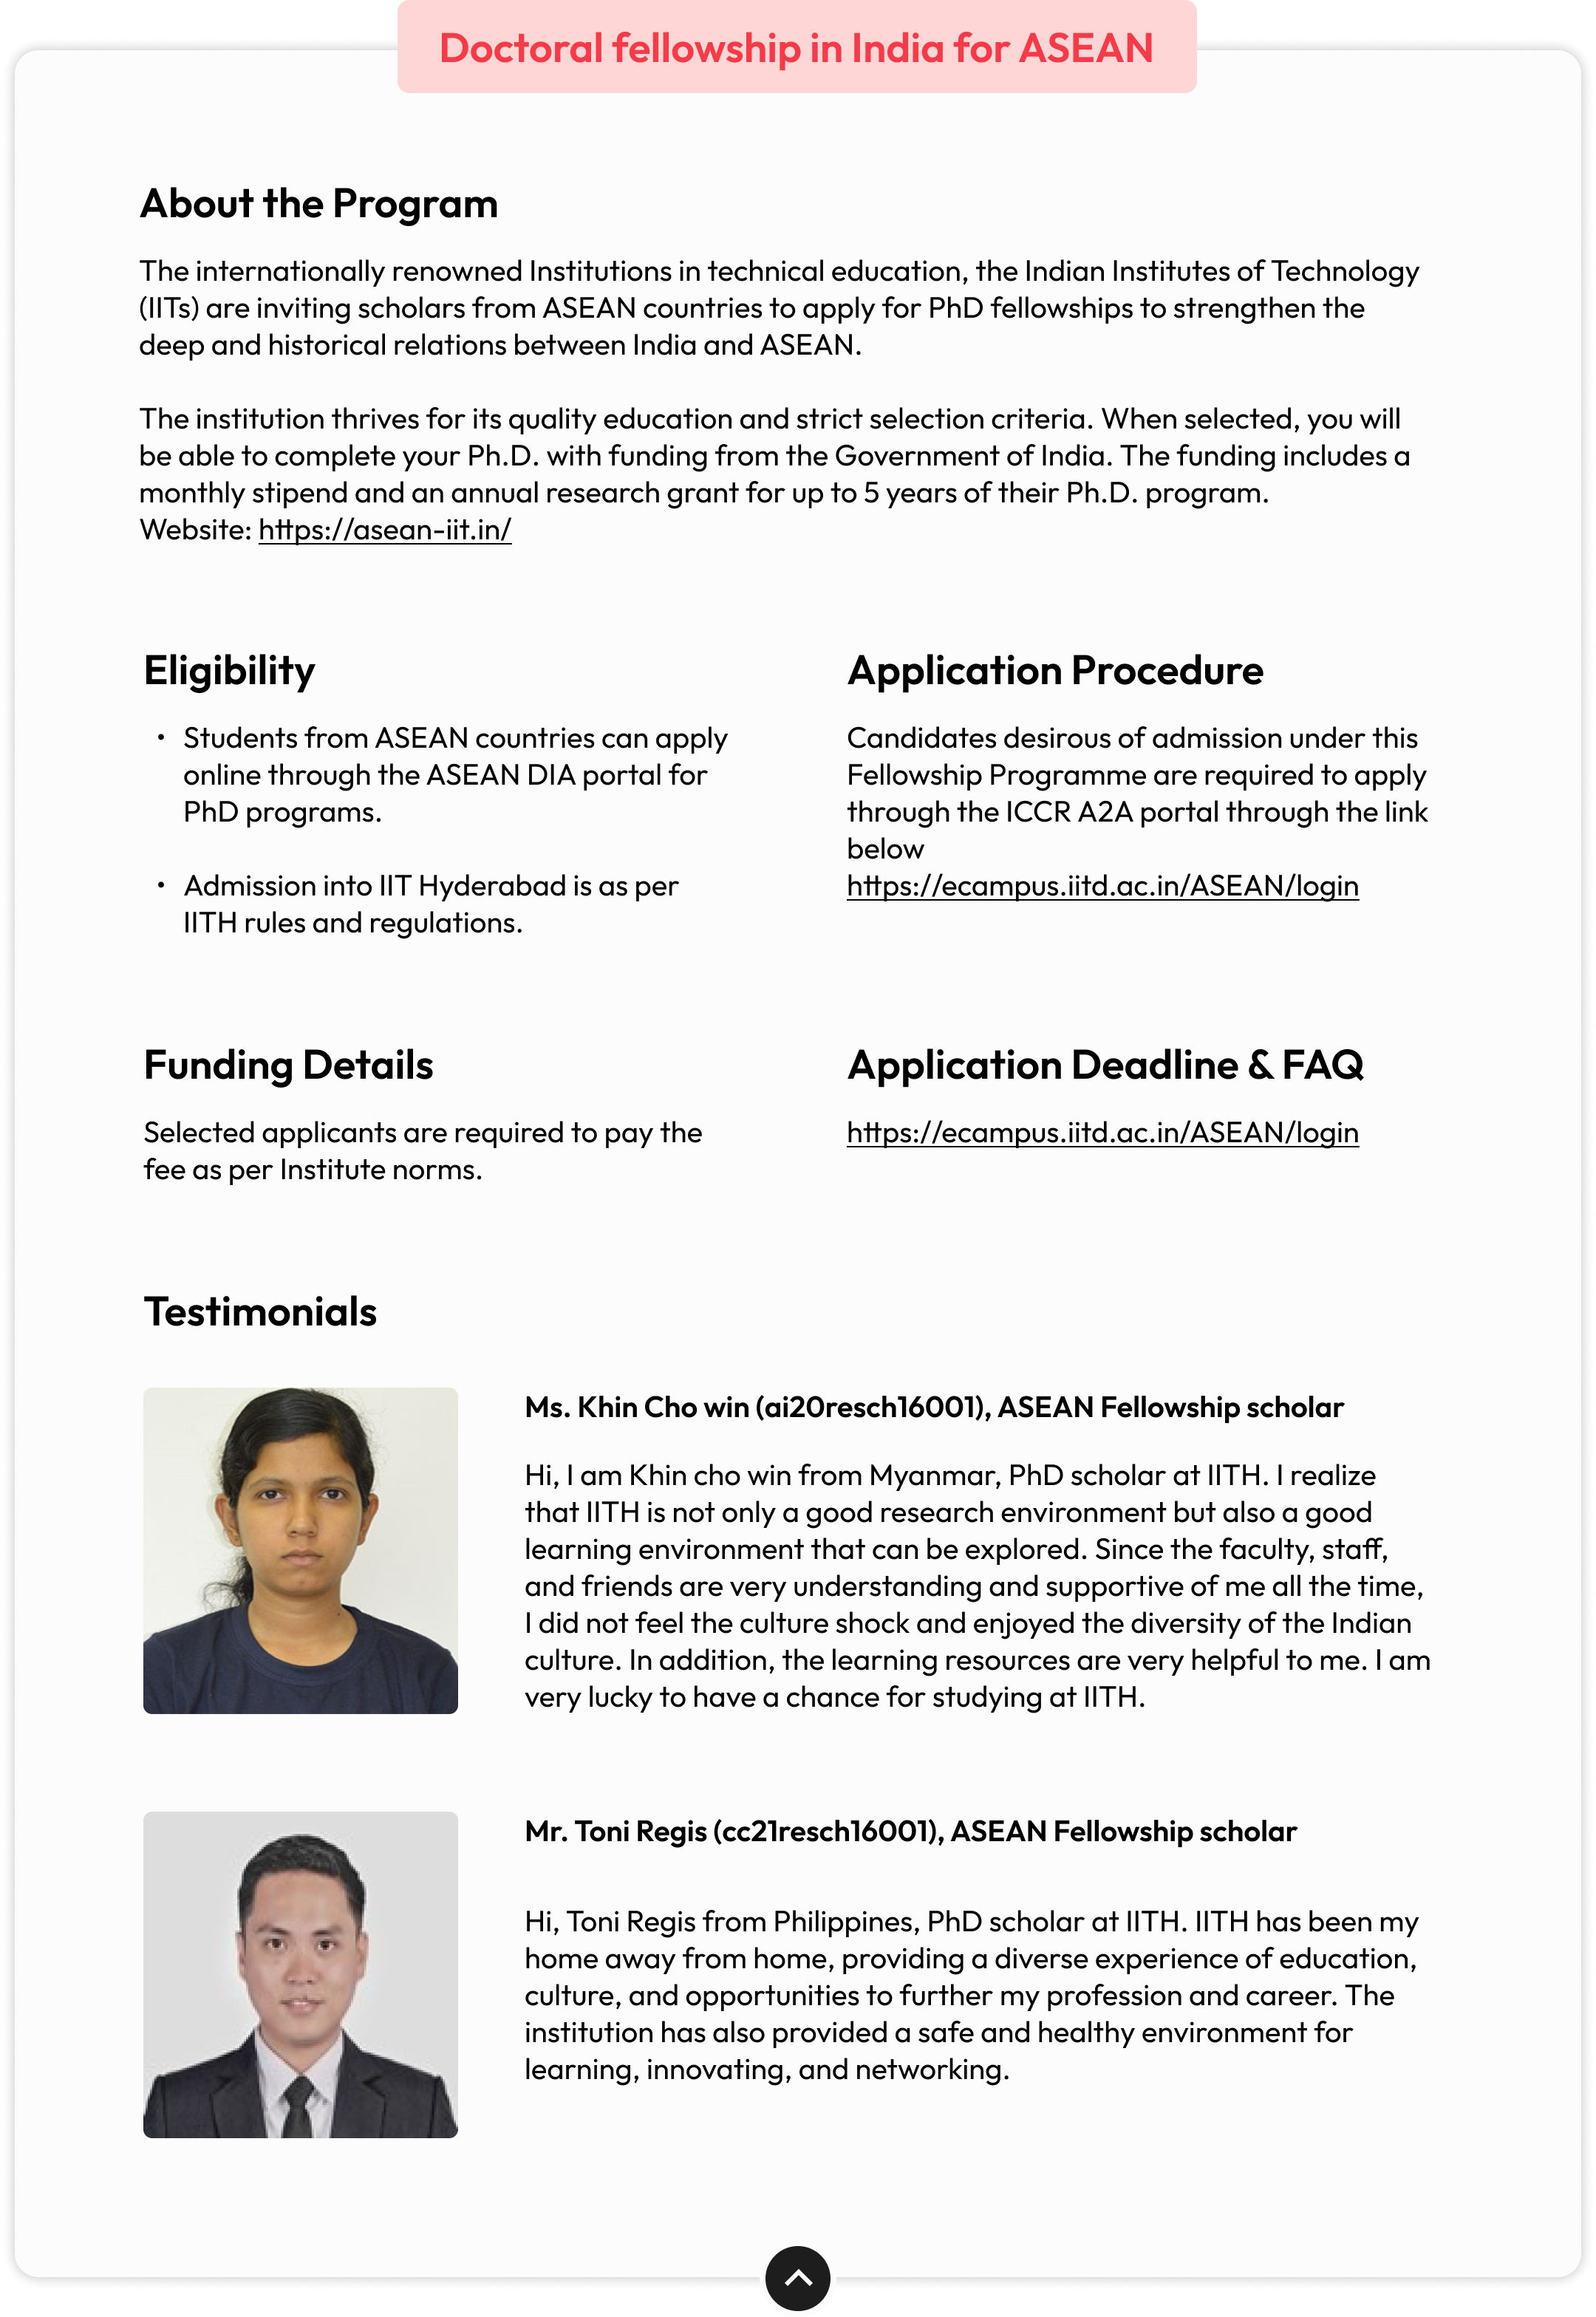 Doctoral fellowship in India for ASEAN
About the Program
The internationally renowned Institutions in technical education, the Indian Institutes of Technology
(IITs) are inviting scholars from ASEAN countries to apply for PhD fellowships to strengthen the
deep and historical relations between India and ASEAN.
The institution thrives for its quality education and strict selection criteria. When selected, you will
be able to complete your Ph.D. with funding from the Government of India. The funding includes a
monthly stipend and an annual research grant for up to 5 years of their Ph.D. program.
Website: https://asean-iit.in/
Eligibility
• Students from ASEAN countries can apply
online through the ASEAN DIA portal for
PhD programs.
• Admission into IIT Hyderabad is as per
IITH rules and regulations.
Application Procedure
Candidates desirous of admission under this
Fellowship Programme are required to apply
through the ICCR A2A portal through the link
below
https://ecampus.iitd.ac.in/ASEAN/login
Funding Details
Selected applicants are required to pay the
fee as per Institute norms.
Application Deadline & FAQ
https://ecampus.iitd.ac.in/ASEAN/login
Testimonials
Ms. Khin Cho win (ai20resch16001), ASEAN Fellowship scholar
Hi, I am Khin cho win from Myanmar, PhD scholar at IITH. I realize
that IITH is not only a good research environment but also a good
learning environment that can be explored. Since the faculty, staff,
and friends are very understanding and supportive of me all the time,
I did not feel the culture shock and enjoyed the diversity of the Indian
culture. In addition, the learning resources are very helpful to me. I am
very lucky to have a chance for studying at IITH.
Mr. Toni Regis (cc21resch16001), ASEAN Fellowship scholar
Hi, Toni Regis from Philippines, PhD scholar at IITH. IITH has been my
home away from home, providing a diverse experience of education,
culture, and opportunities to further my profession and career. The
institution has also provided a safe and healthy environment for
learning, innovating, and networking.